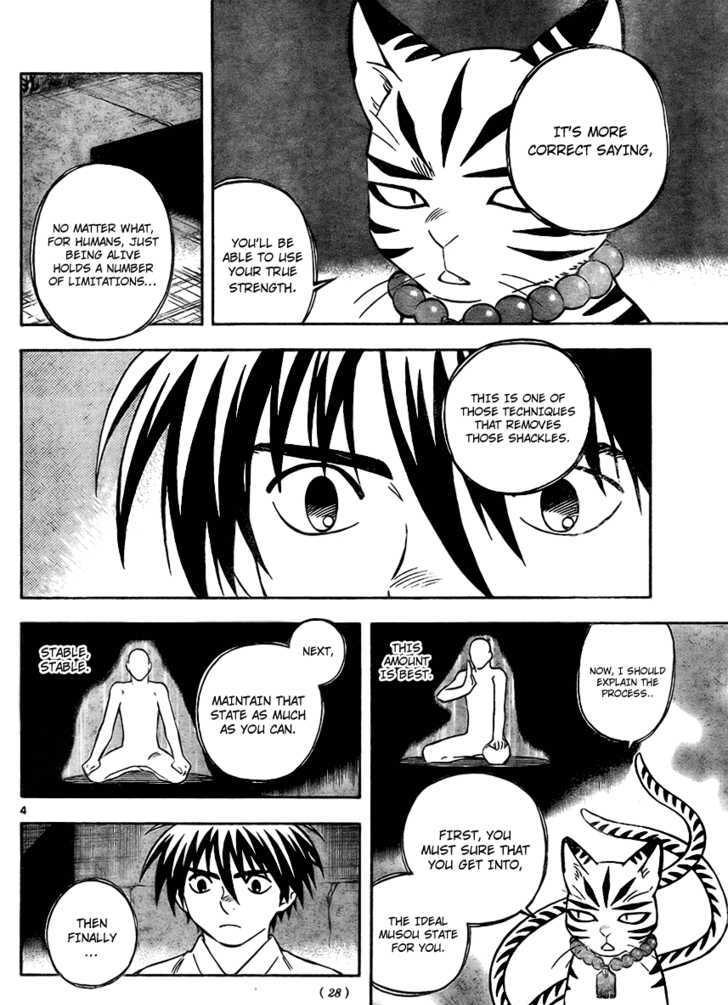 IT'S MORE
CORRECT SAYING,
YOU'LL BE
ABLE TO USE
YOUR TRUE
STRENGTH.
NO MATTER WHAT,
FOR HUMANS, JUST
BEING ALIVE
HOLDS A NUMBER
OF LIMITATIONS...
THIS IS ONE OF
THOSE TECHNIQUES
THAT REMOVES
THOSE SHACKLES.
NOW, I SHOULD
EXPLAIN THE
PROCESS..
THIS
AMOUNT
IS BEST.
FIRST, YOU
MUST SURE THAT
YOU GET INTO,
THE IDEAL
MUSOU STATE
FOR YOU.
NEXT,
MAINTAIN THAT
STATE AS MUCH
AS YOU CAN.
STABLE,
STABLE.
4
THEN
FINALLY
...
( 28 )